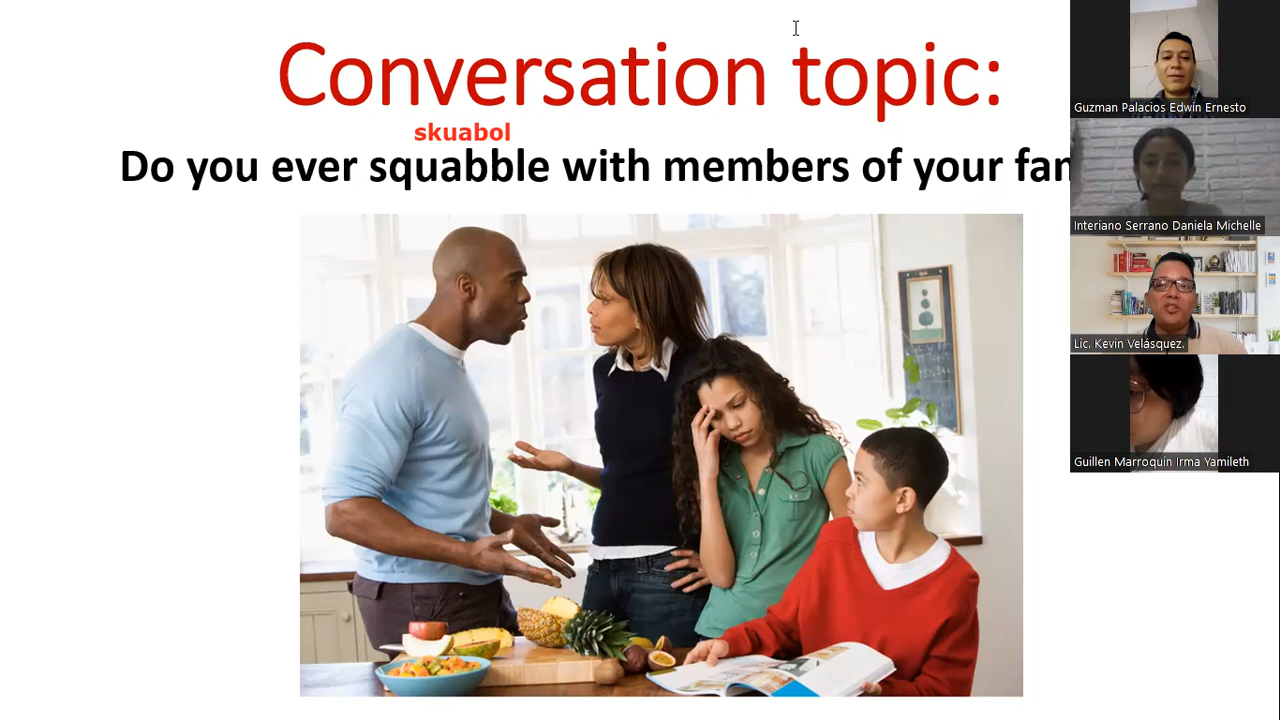 Conversation topic:
skuabol
Do you ever squabble with members of your fam
Guzman Palacios Edwin Ernesto
Interiano Serrano Daniela Michelle
Lic. Kevin Velásquez.
Guillen Marroquin Irma Yamileth